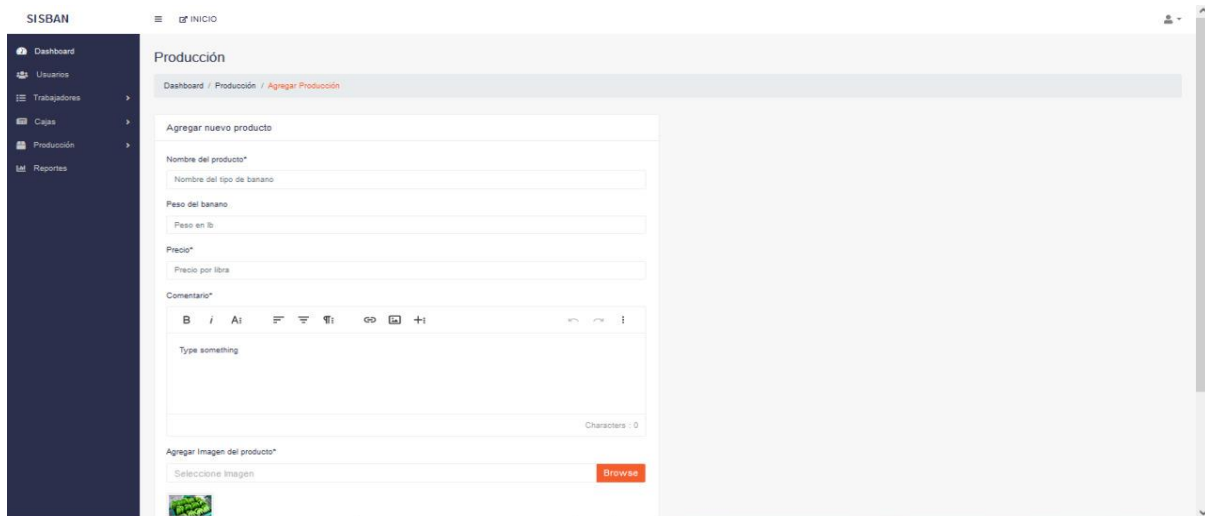 SISBAN
INICIO
Dashboard
Usuarios
Trabajadores
Cajas
Producción
Reportes
Producción
Dashboard / Producción / Agregar Producción
Agregar nuevo producto
Nombre del producto*
Nombre del tipo de banano
Peso del banano
Peso en lb
Precio*
Precio por libra
Comentario*
Type something
Characters : 0
Agregar Imagen del producto*
Seleccione Imagen
Browse